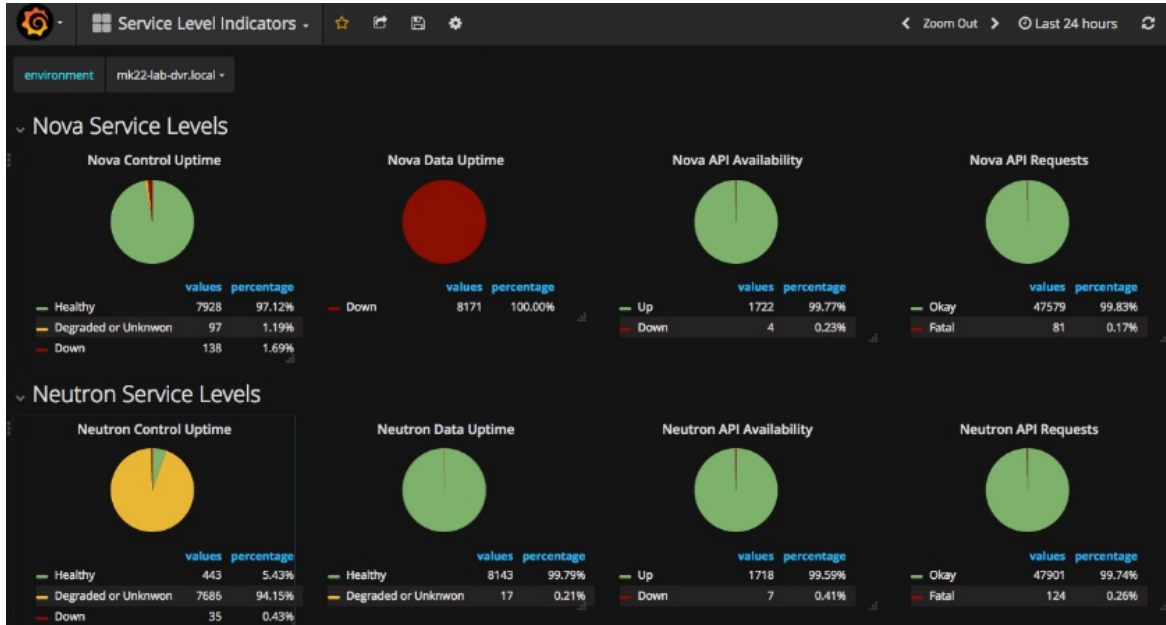 Service Level Indicators
Zoom Out Last 24 hours
environment mk22-lab-dvr.local
Nova Service Levels
Nova Control Uptime Nova Data Uptime Nova API Availability Nova API Requests
values percentage values percentage values percentage values percentage
Healthy 7928 97.12% Down 8171 100.00% Up 1722 99.77% Okay 47579 99.83%
Degraded or Unknwon 97 1.19% Down 4 0.23% Fatal 81 0.17%
Down 138 1.69%
Neutron Service Levels
Neutron Control Uptime Neutron Data Uptime Neutron API Availability Neutron API Requests
values percentage values percentage values percentage values percentage
Healthy 443 5.43% Healthy 8143 99.79% Up 1718 99.59% Okay 47901 99.74%
Degraded or Unknwon 7685 94.15% Degraded or Unknwon 17 0.21% Down 7 0.41% Fatal 124 0.26%
Down 35 0.43%